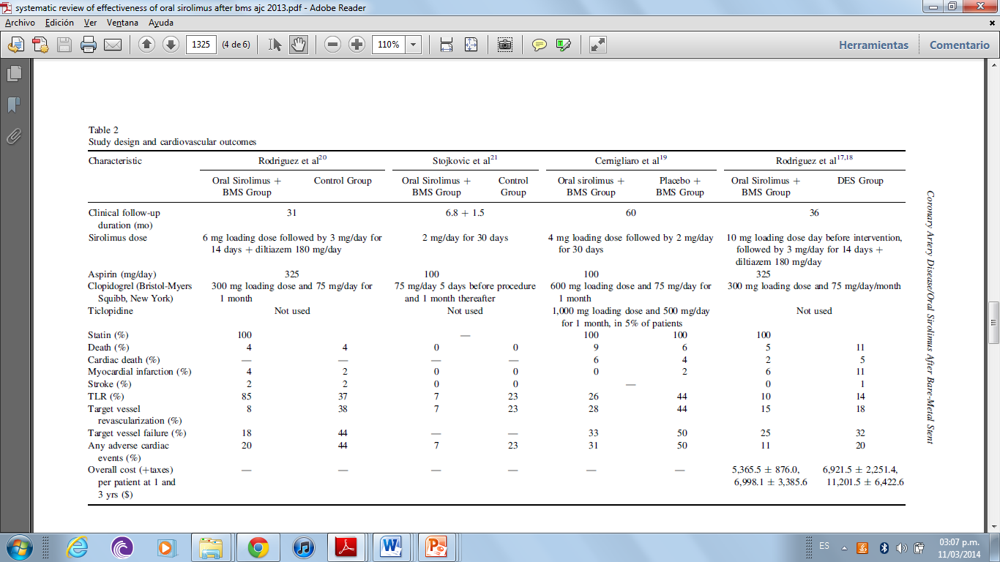 systematic review of effectiveness of oral sirolimus after bms ajc 2013.pdf - Adobe Reader
Archivo Edición Ver Ventana Ayuda
1325 (4 de 6) 110% Herramientas Comentario
Table 2
Study design and cardiovascular outcomes
Characteristic Rodriguez et al20 Stojkovic et al21 Cernigliaro et al19 Rodriguez et al17,18
Oral Sirolimus + Control Group Oral Sirolimus + Control Oral sirolimus + Placebo + Oral Sirolimus + DES Group
BMS Group BMS Group Group BMS Group BMS Group BMS Group
Clinical follow-up 31 6.8 + 1.5 60 36
duration (mo)
Sirolimus dose 6 mg loading dose followed by 3 mg/day for 2 mg/day for 30 days 4 mg loading dose followed by 2 mg/day 10 mg loading dose day before intervention,
14 days + diltiazem 180 mg/day for 30 days followed by 3 mg/day for 14 days +
diltiazem 180 mg/day
Aspirin (mg/day) 325 100 100 325
Clopidogrel (Bristol-Myers 300 mg loading dose and 75 mg/day for 75 mg/day 5 days before procedure 600 mg loading dose and 75 mg/day for 300 mg loading dose and 75 mg/day/month
Squibb, New York) 1 month and 1 month thereafter 1 month
Ticlopidine Not used Not used 1,000 mg loading dose and 500 mg/day Not used
for 1 month, in 5% of patients
Statin (%) 100 — 100 100 100
Death (%) 4 4 0 0 9 6 5 11
Cardiac death (%) — — — — 6 4 2 5
Myocardial infarction (%) 4 2 0 0 0 2 6 11
Stroke (%) 2 2 0 0 — 0 1
TLR (%) 85 37 7 23 26 44 10 14
Target vessel 8 38 7 23 28 44 15 18
revascularization (%)
Target vessel failure (%) 18 44 — — 33 50 25 32
Any adverse cardiac 20 44 7 23 31 50 11 20
events (%)
Overall cost (+taxes) — — — — — — 5,365.5 ± 876.0, 6,921.5 ± 2,251.4,
per patient at 1 and 6,998.1 ± 3,385.6 11,201.5 ± 6,422.6
3 yrs ($)
Coronary Artery Disease/Oral Sirolimus After Bare-Metal Stent
ES 03:07 p.m.
11/03/2014